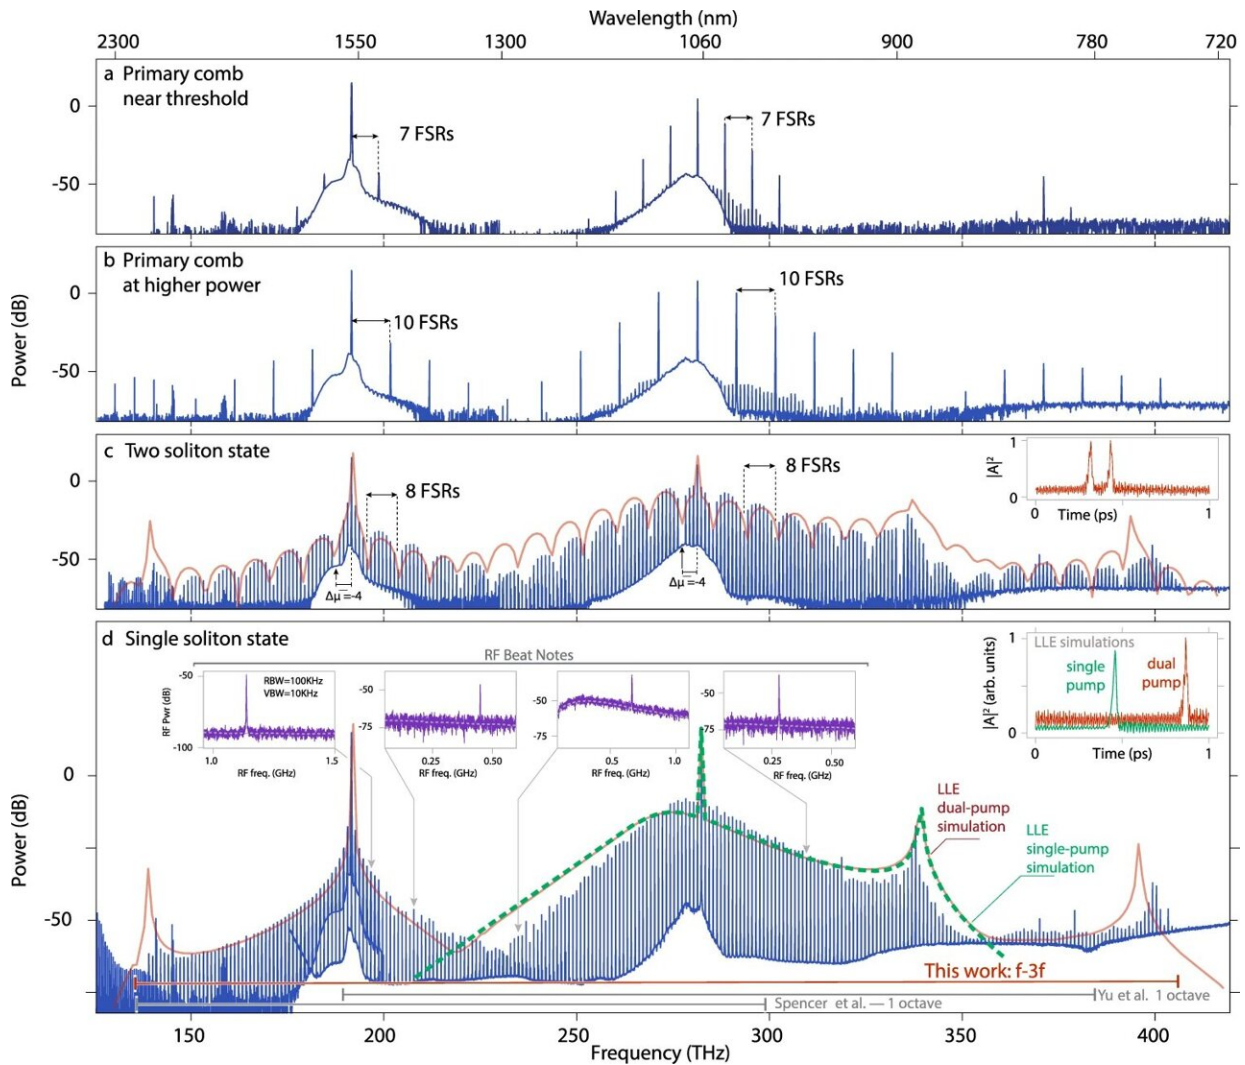 Wavelength (nm)
2300 1550 1300 1060 900 780 720
a Primary comb
near threshold
0
-50
7 FSRs
7 FSRs
b Primary comb
at higher power
0
-50
10 FSRs
10 FSRs
Power (dB)
c Two soliton state
0
-50
8 FSRs
8 FSRs
Δμ=-4
Δμ=-4
|A|²
1
0
0 1
Time (ps)
d Single soliton state
RF Beat Notes
RF Pwr (dB)
-50
-100
RBW=100KHz
VBW=10KHz
1.0 1.5
RF freq. (GHz)
-50
-75
0.25 0.50
RF freq. (GHz)
-50
-75
0.5 1.0
RF freq. (GHz)
-50
-75
0.25 0.50
RF freq. (GHz)
|A|² (arb. units)
1
0
LLE simulations
single
pump
dual
pump
0 1
Time (ps)
Power (dB)
0
-50
LLE
dual-pump
simulation
LLE
single-pump
simulation
This work: f-3f
Yu et al. 1 octave
Spencer et al. — 1 octave
150 200 250 300 350 400
Frequency (THz)